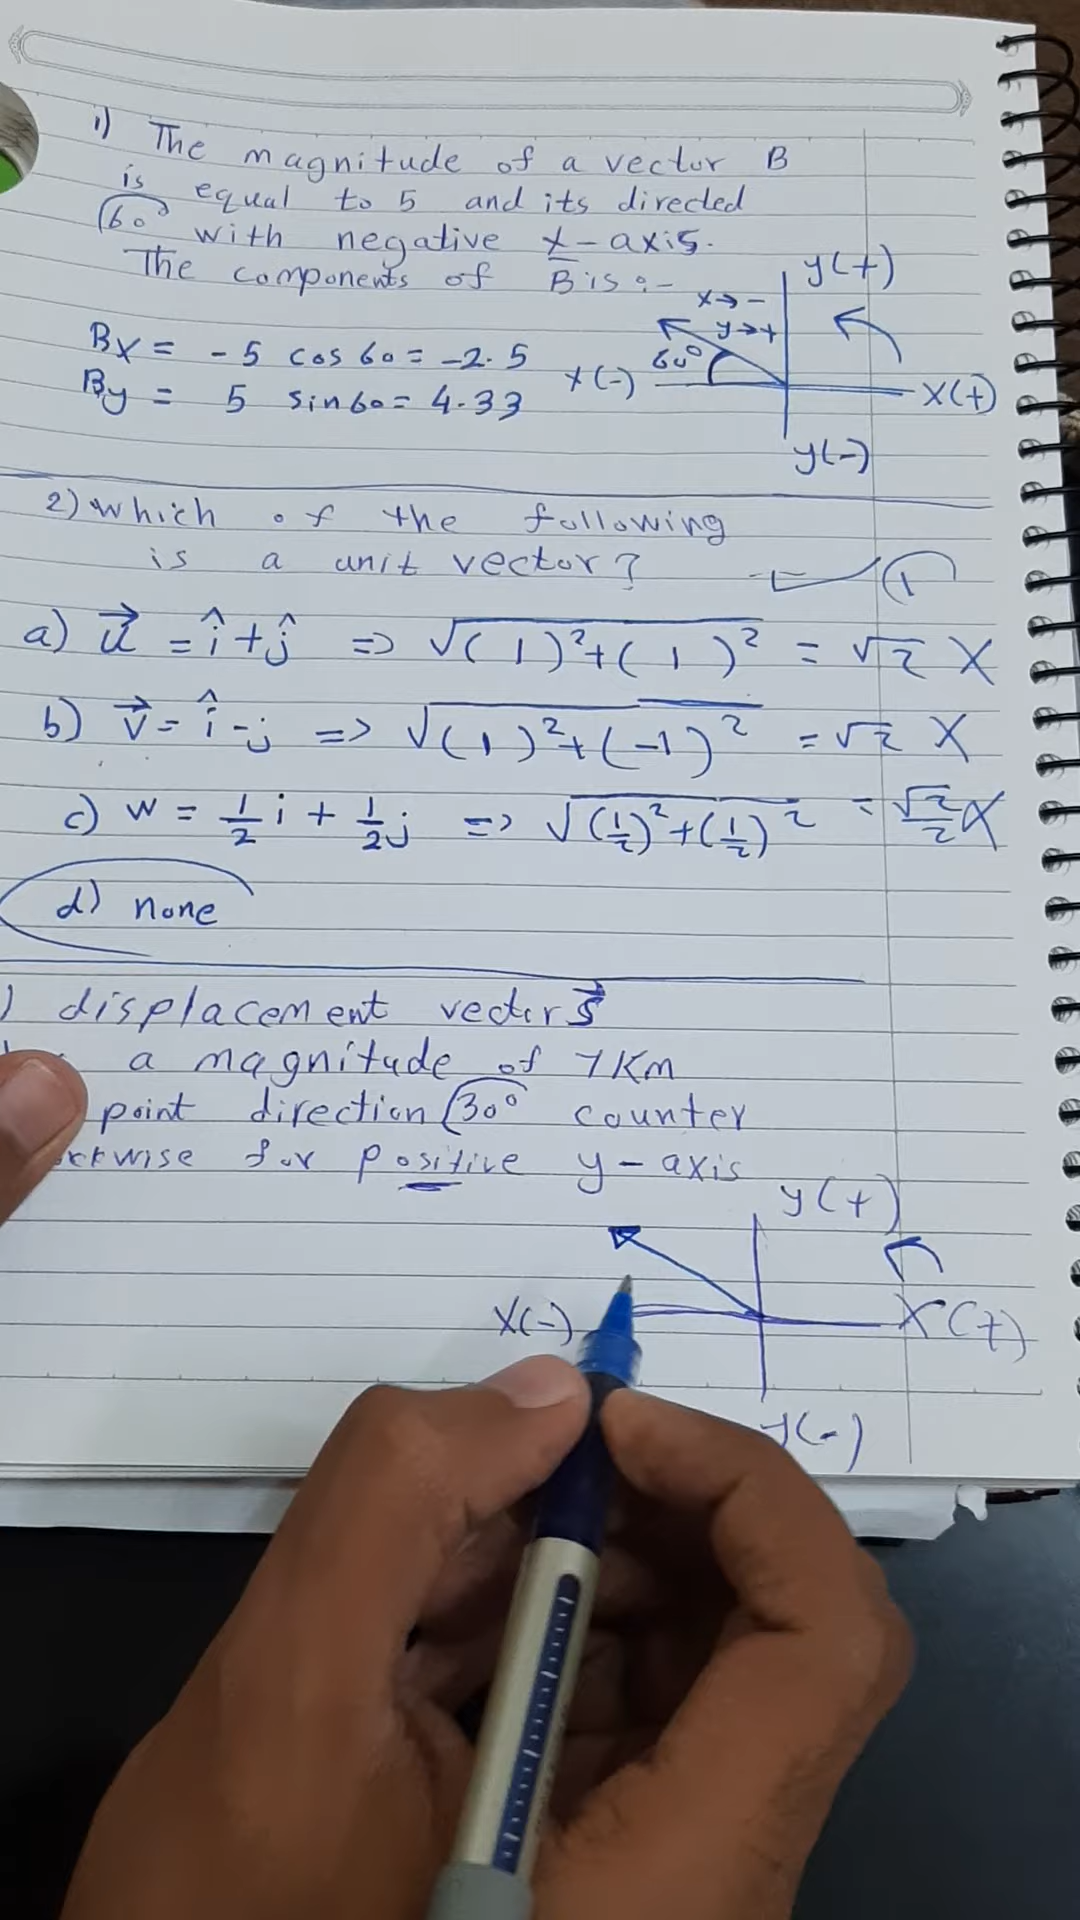 1) The magnitude of a vector B
is equal to 5 and its directed
60° with negative x-axis.
The components of B is :-
Bx = - 5 cos 60 = -2.5
By = 5 sin 60 = 4.33
y(+)
x → -
y → +
60°
x(-)
x(+)
y(-)
2) which of the following
is a unit vector?
1
a) u⃗ = î + ĵ => √(1)² + (1)² = √2 X
b) v⃗ = î - j => √(1)² + (-1)² = √2 X
c) w = 1/2 i + 1/2 j => √(1/2)² + (1/2)² = √2/2 X
d) none
) displacement vector s⃗
a magnitude of 7 Km
point direction 30° counter
wise for positive y-axis
y(+)
X(-)
X(+)
y(-)